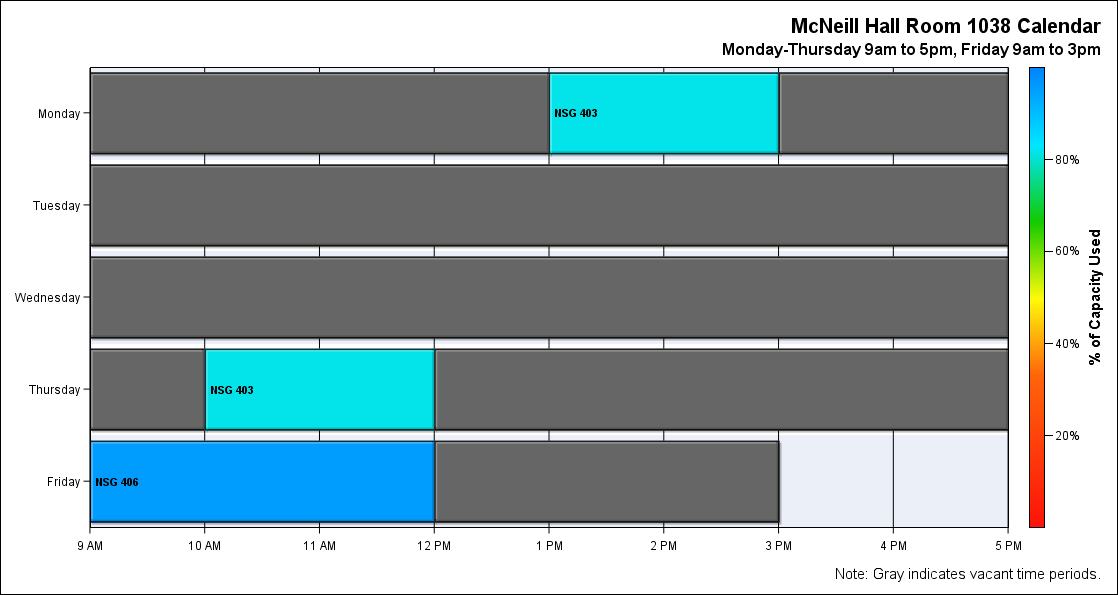 McNeill Hall Room 1038 Calendar
Monday-Thursday 9am to 5pm, Friday 9am to 3pm
Monday
NSG 403
Tuesday
Wednesday
Thursday
NSG 403
Friday
NSG 406
9 AM 10 AM 11 AM 12 PM 1 PM 2 PM 3 PM 4 PM 5 PM
80%
60%
40%
20%
% of Capacity Used
Note: Gray indicates vacant time periods.